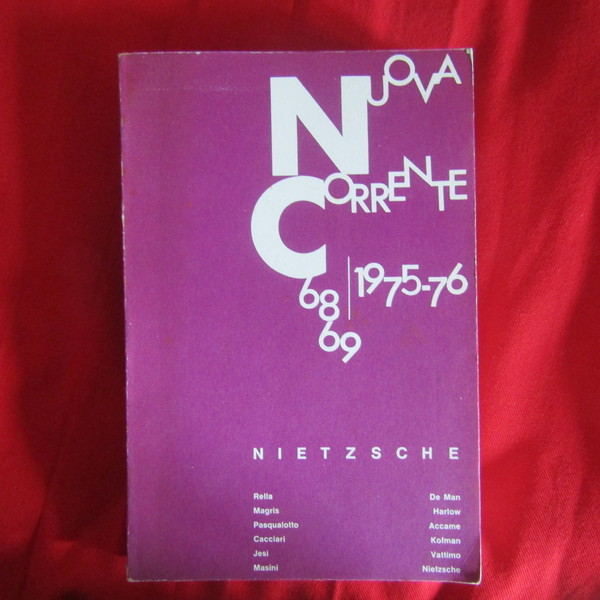 NUOVA
CORRENTE
68 | 1975-76
69
NIETZSCHE
Rella De Man
Magris Harlow
Pasqualotto Accame
Cacciari Kofman
Jesi Vattimo
Masini Nietzsche